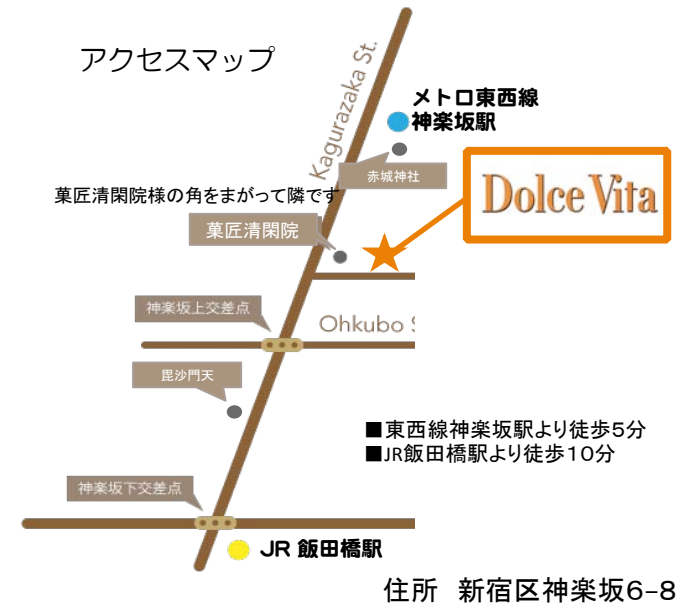 アクセスマップ
Kagurazaka St.
メトロ東西線
神楽坂駅
赤城神社
Dolce Vita
菓匠清閑院様の角をまがって隣です
菓匠清閑院
神楽坂上交差点
Ohkubo
毘沙門天
■東西線神楽坂駅より徒歩5分
■JR飯田橋駅より徒歩10分
神楽坂下交差点
JR 飯田橋駅
住所 新宿区神楽坂6-8